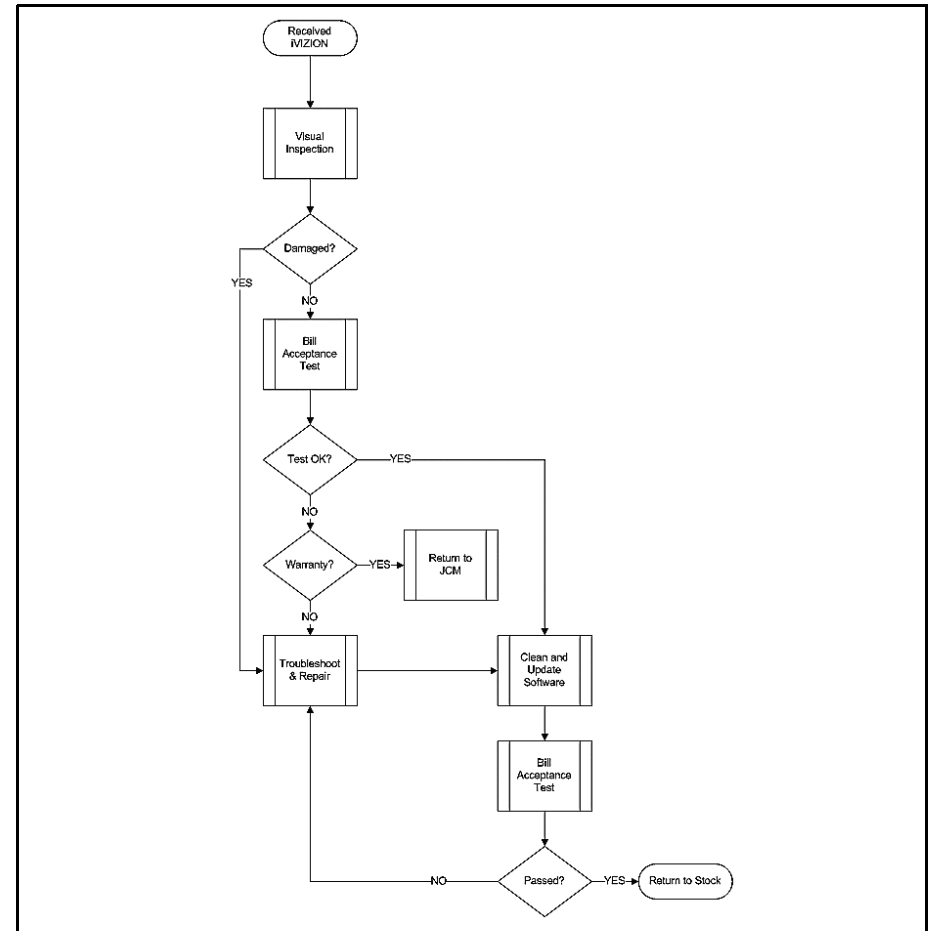 Received
iVIZION
Visual
Inspection
Damaged?
YES
NO
Bill
Acceptance
Test
Test OK?
YES
NO
Warranty?
YES
Return to
JCM
NO
Troubleshoot
& Repair
Clean and
Update
Software
Bill
Acceptance
Test
Passed?
NO
YES
Return to Stock